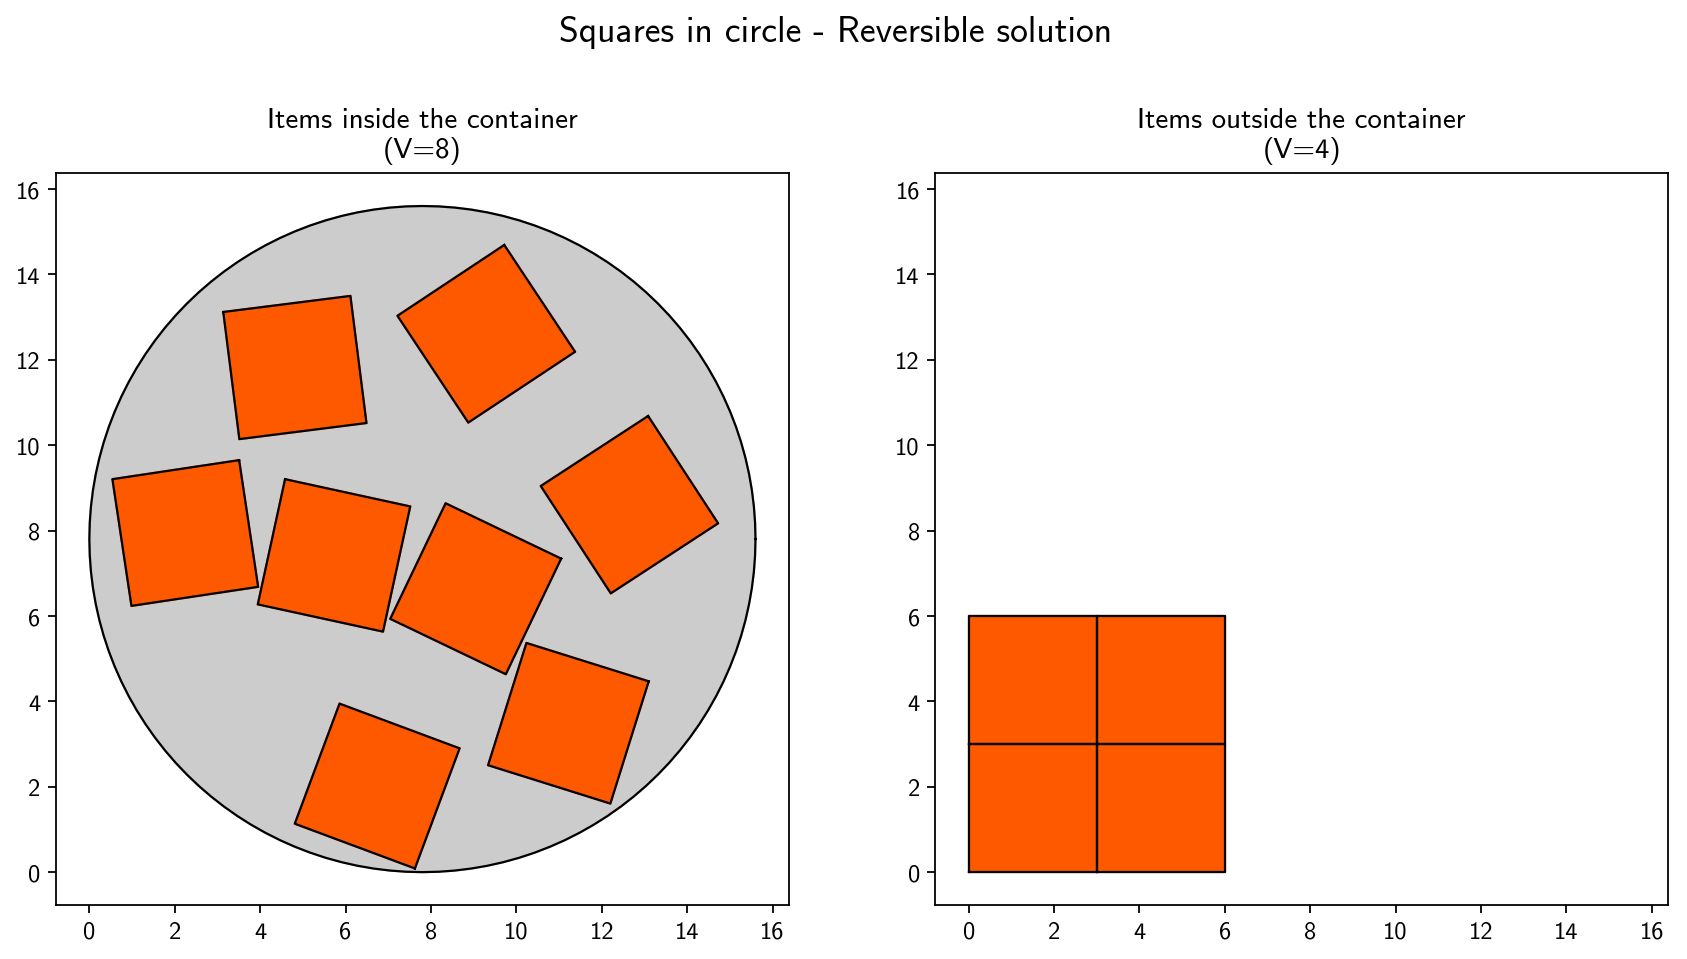 Squares in circle - Reversible solution
Items inside the container
(V=8)
16
14
12
10
8
6
4
2
0
0 2 4 6 8 10 12 14 16
Items outside the container
(V=4)
16
14
12
10
8
6
4
2
0
0 2 4 6 8 10 12 14 16